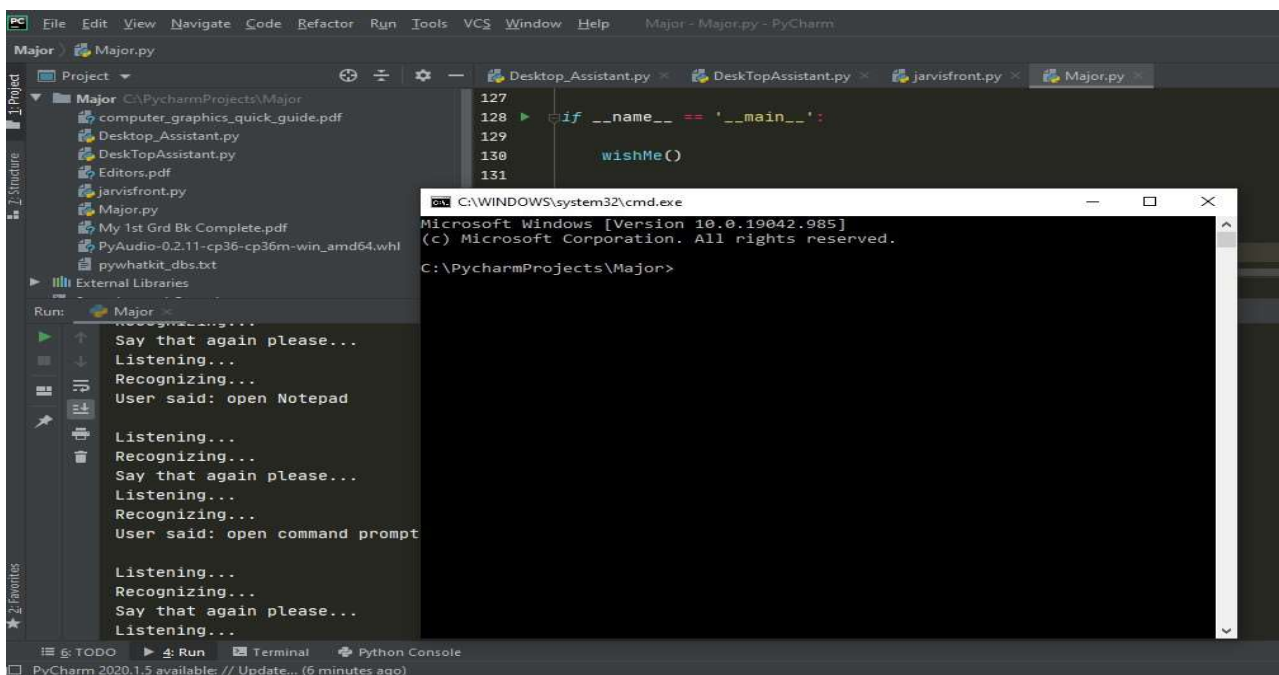 PC File Edit View Navigate Code Refactor Run Tools VCS Window Help Major - Major.py - PyCharm
Major Major.py
Project
Desktop_Assistant.py DeskTopAssistant.py jarvisfront.py Major.py
1: Project
Z: Structure
2: Favorites
Major C:\PycharmProjects\Major
computer_graphics_quick_guide.pdf
Desktop_Assistant.py
DeskTopAssistant.py
Editors.pdf
jarvisfront.py
Major.py
My 1st Grd Bk Complete.pdf
PyAudio-0.2.11-cp36-cp36m-win_amd64.whl
pywhatkit_dbs.txt
External Libraries
127
128 if __name__ == '__main__':
129
130 wishMe()
131
C:\WINDOWS\system32\cmd.exe
Microsoft Windows [Version 10.0.19042.985]
(c) Microsoft Corporation. All rights reserved.
C:\PycharmProjects\Major>
Run: Major
Recognizing...
Say that again please...
Listening...
Recognizing...
User said: open Notepad
Listening...
Recognizing...
Say that again please...
Listening...
Recognizing...
User said: open command prompt
Listening...
Recognizing...
Say that again please...
Listening...
6: TODO 4: Run Terminal Python Console
PyCharm 2020.1.5 available: // Update... (6 minutes ago)